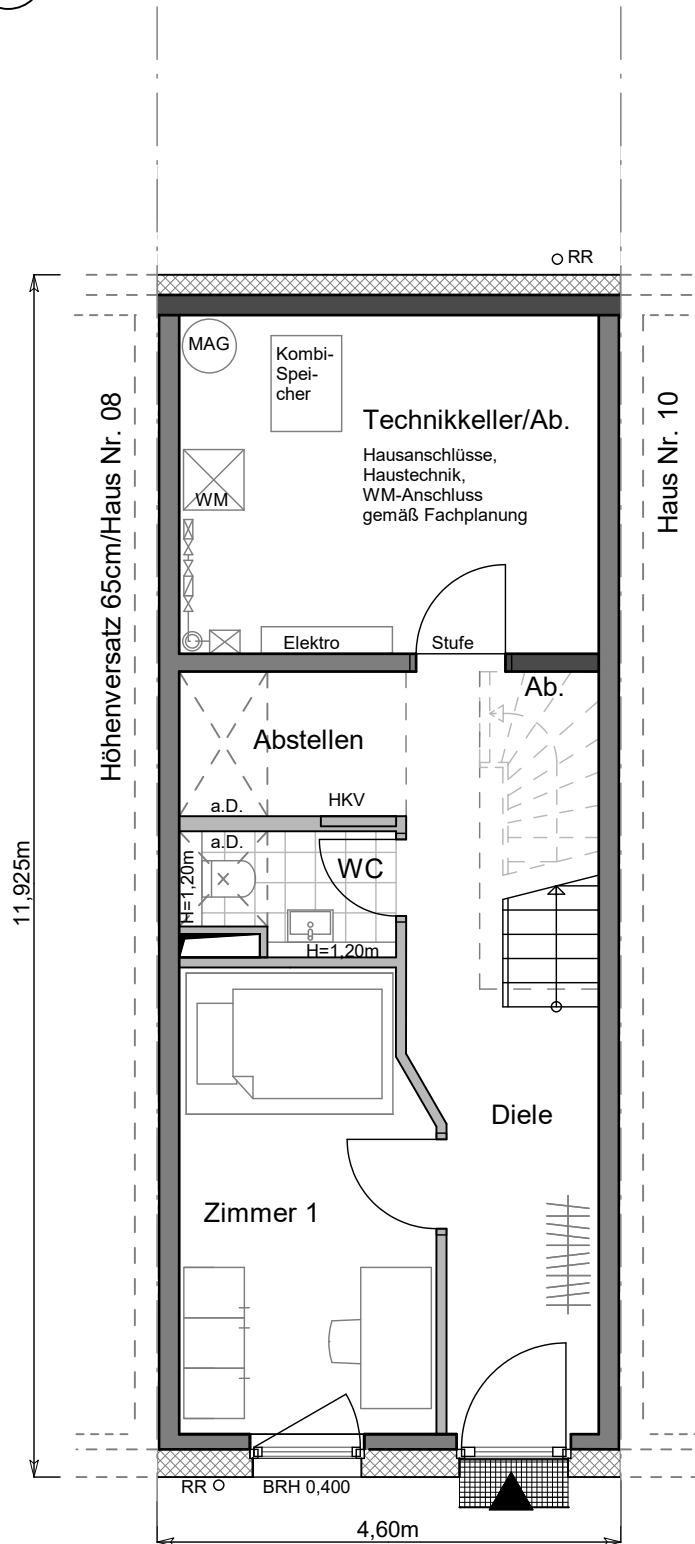 RR
MAG
Kombi-
Spei-
cher
Technikkeller/Ab.
Hausanschlüsse,
Haustechnik,
WM-Anschluss
gemäß Fachplanung
WM
Höhenversatz 65cm/Haus Nr. 08
Haus Nr. 10
Elektro
Stufe
Ab.
Abstellen
a.D.
HKV
a.D.
WC
H=1,20m
H=1,20m
11,925m
Diele
Zimmer 1
RR
BRH 0,400
4,60m